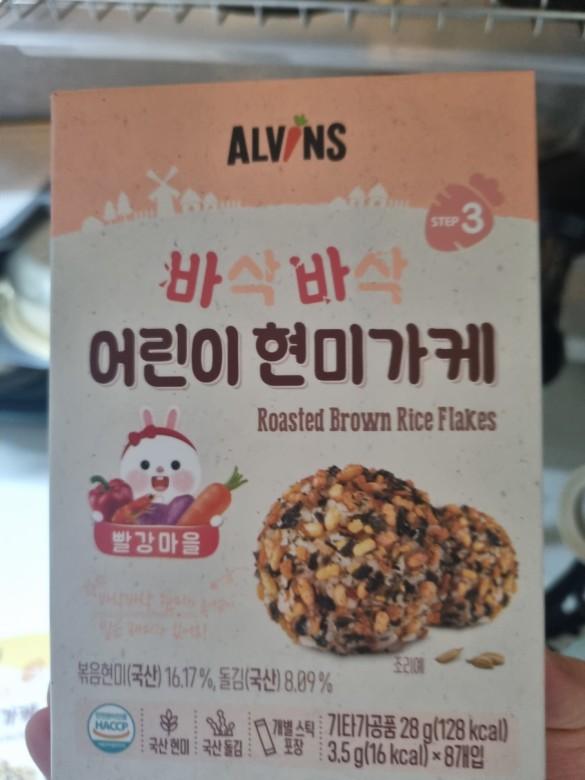 ALVINS
STEP 3
바삭바삭
어린이 현미가케
Roasted Brown Rice Flakes
빨강마을
조리예
볶음현미(국산) 16.17%, 돌김(국산) 8.09%
HACCP
국산 현미
국산 돌김
개별 스틱
포장
기타가공품 28 g(128 kcal)
3.5 g(16 kcal) × 8개입